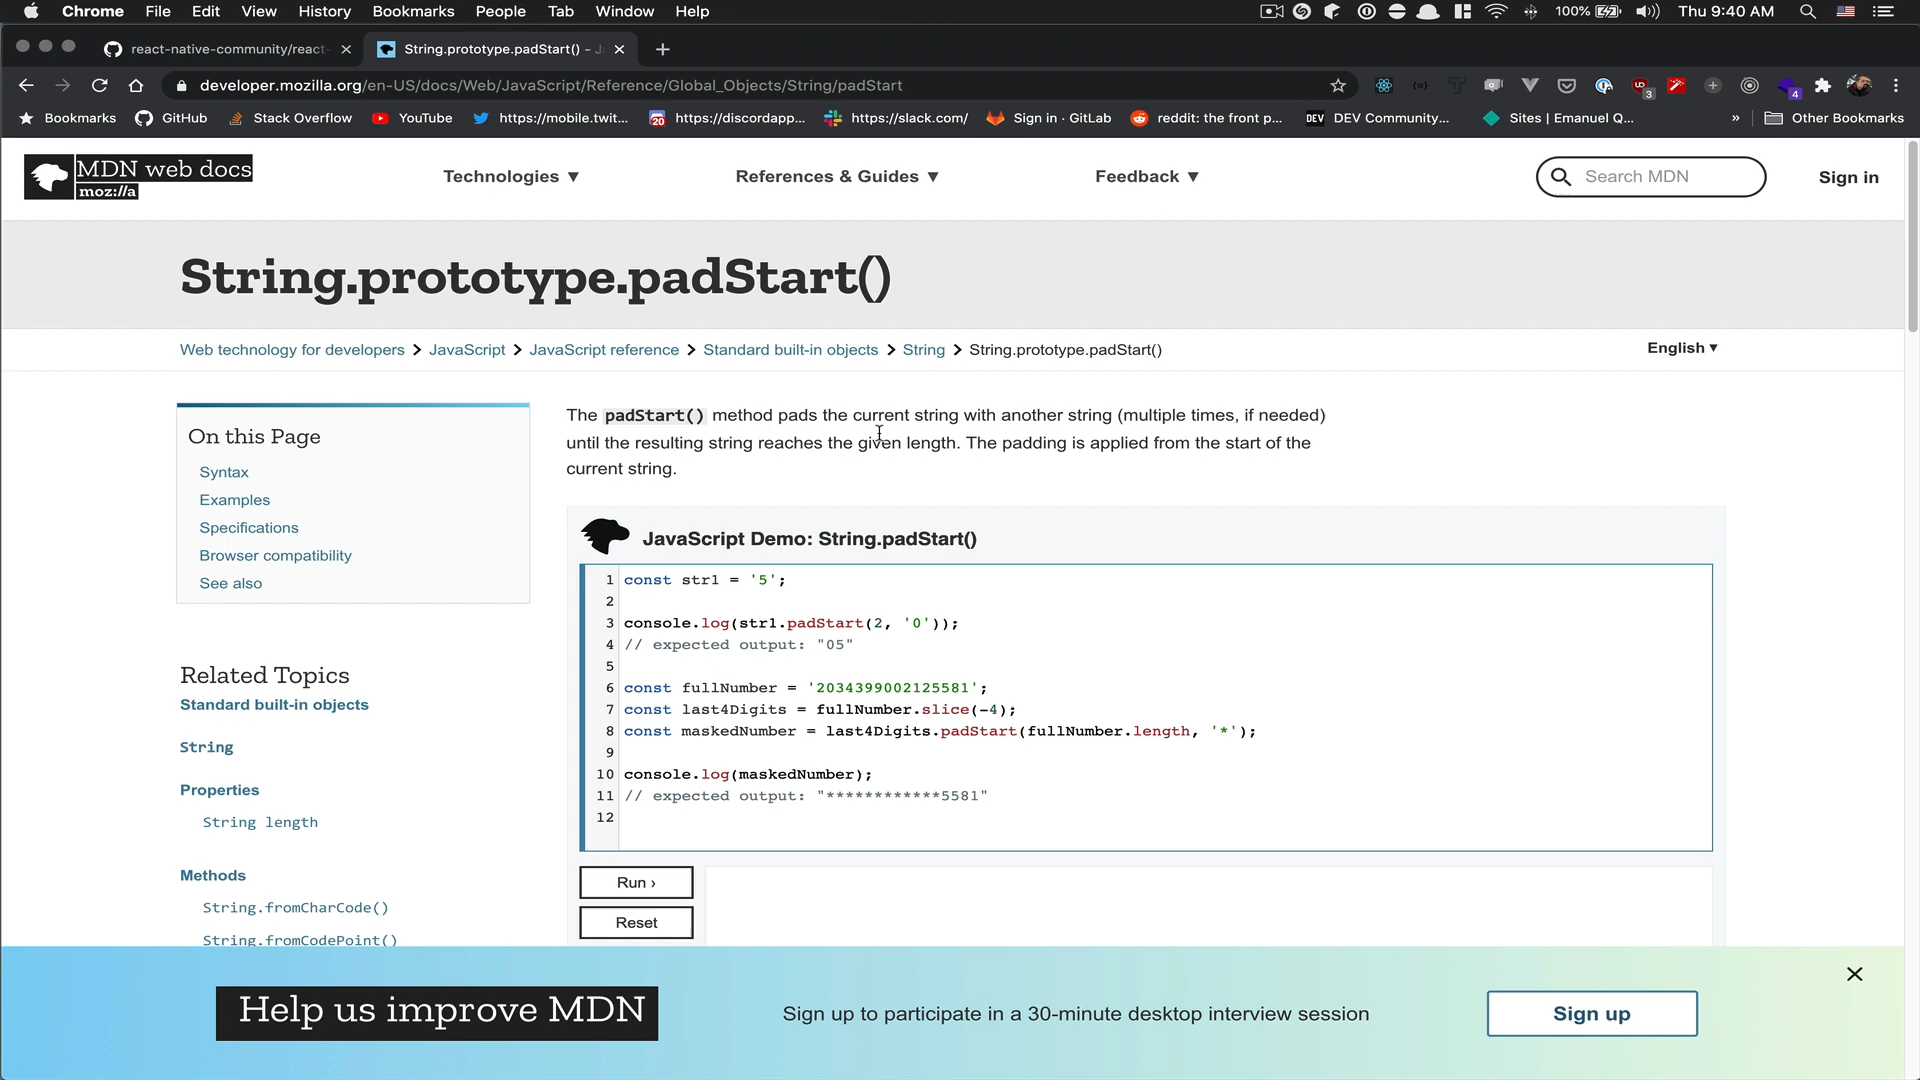 Chrome File Edit View History Bookmarks People Tab Window Help 100% Thu 9:40 AM
react-native-community/react- String.prototype.padStart() - J
developer.mozilla.org/en-US/docs/Web/JavaScript/Reference/Global_Objects/String/padStart
3 4
Bookmarks GitHub Stack Overflow YouTube https://mobile.twit... 20 https://discordapp... https://slack.com/ Sign in · GitLab reddit: the front p... DEV DEV Community... Sites | Emanuel Q... » Other Bookmarks
MDN web docs
moz://a
Technologies ▼ References & Guides ▼ Feedback ▼ Search MDN Sign in
String.prototype.padStart()
Web technology for developers > JavaScript > JavaScript reference > Standard built-in objects > String > String.prototype.padStart() English ▼
On this Page
Syntax
Examples
Specifications
Browser compatibility
See also
Related Topics
Standard built-in objects
String
Properties
String length
Methods
String.fromCharCode()
String.fromCodePoint()
The padStart() method pads the current string with another string (multiple times, if needed)
until the resulting string reaches the given length. The padding is applied from the start of the
current string.
JavaScript Demo: String.padStart()
1 const str1 = '5';
2
3 console.log(str1.padStart(2, '0'));
4 // expected output: "05"
5
6 const fullNumber = '2034399002125581';
7 const last4Digits = fullNumber.slice(-4);
8 const maskedNumber = last4Digits.padStart(fullNumber.length, '*');
9
10 console.log(maskedNumber);
11 // expected output: "************5581"
12
Run ›
Reset
Help us improve MDN
Sign up to participate in a 30-minute desktop interview session
Sign up